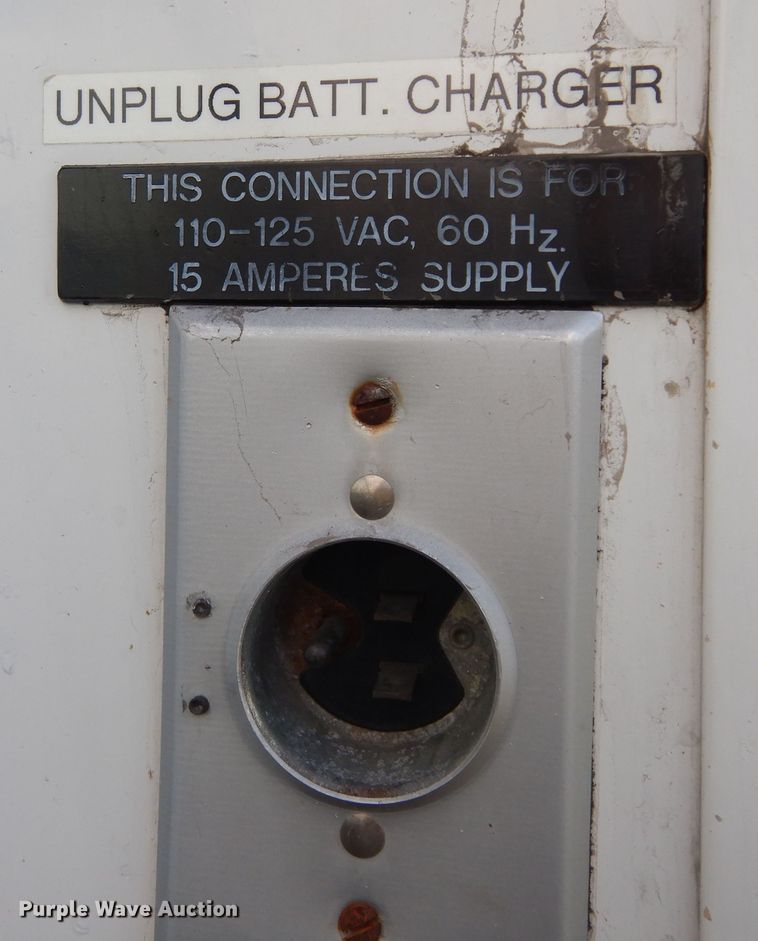 UNPLUG BATT. CHARGER
THIS CONNECTION IS FOR
110-125 VAC, 60 Hz.
15 AMPERES SUPPLY
Purple Wave Auction